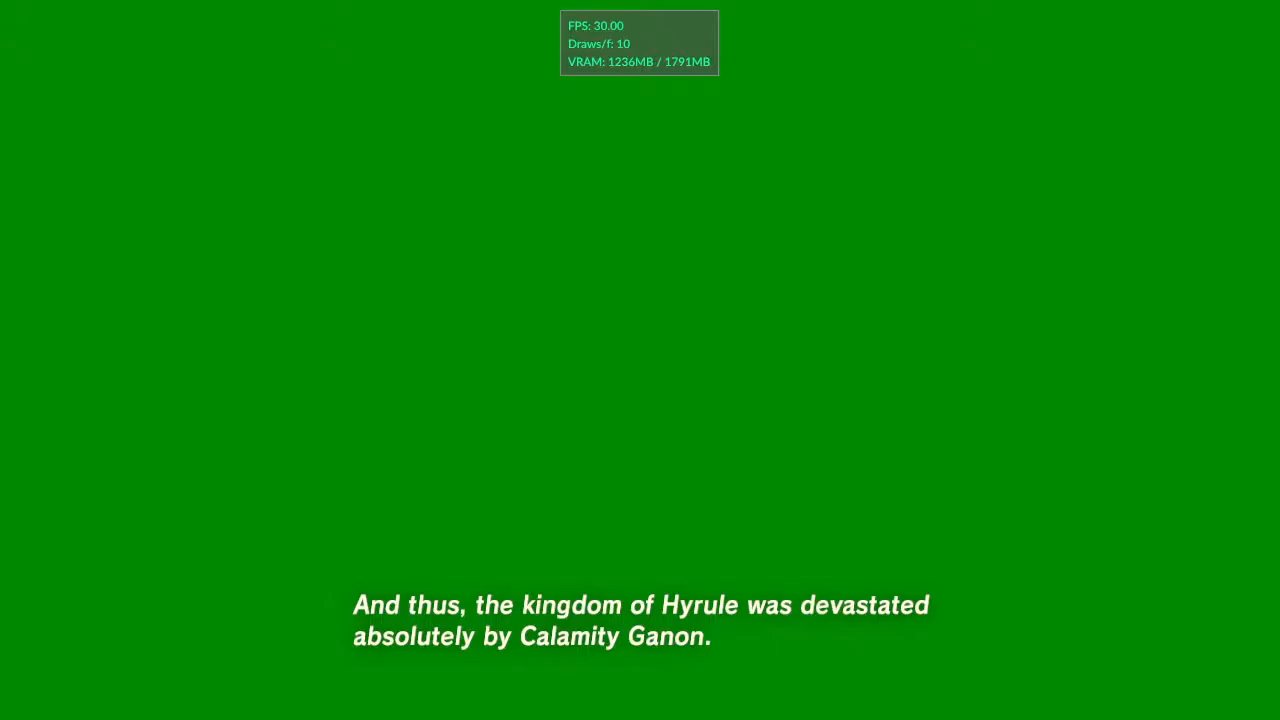 FPS: 30.00
Draws/f: 10
VRAM: 1236MB / 1791MB
And thus, the kingdom of Hyrule was devastated
absolutely by Calamity Ganon.